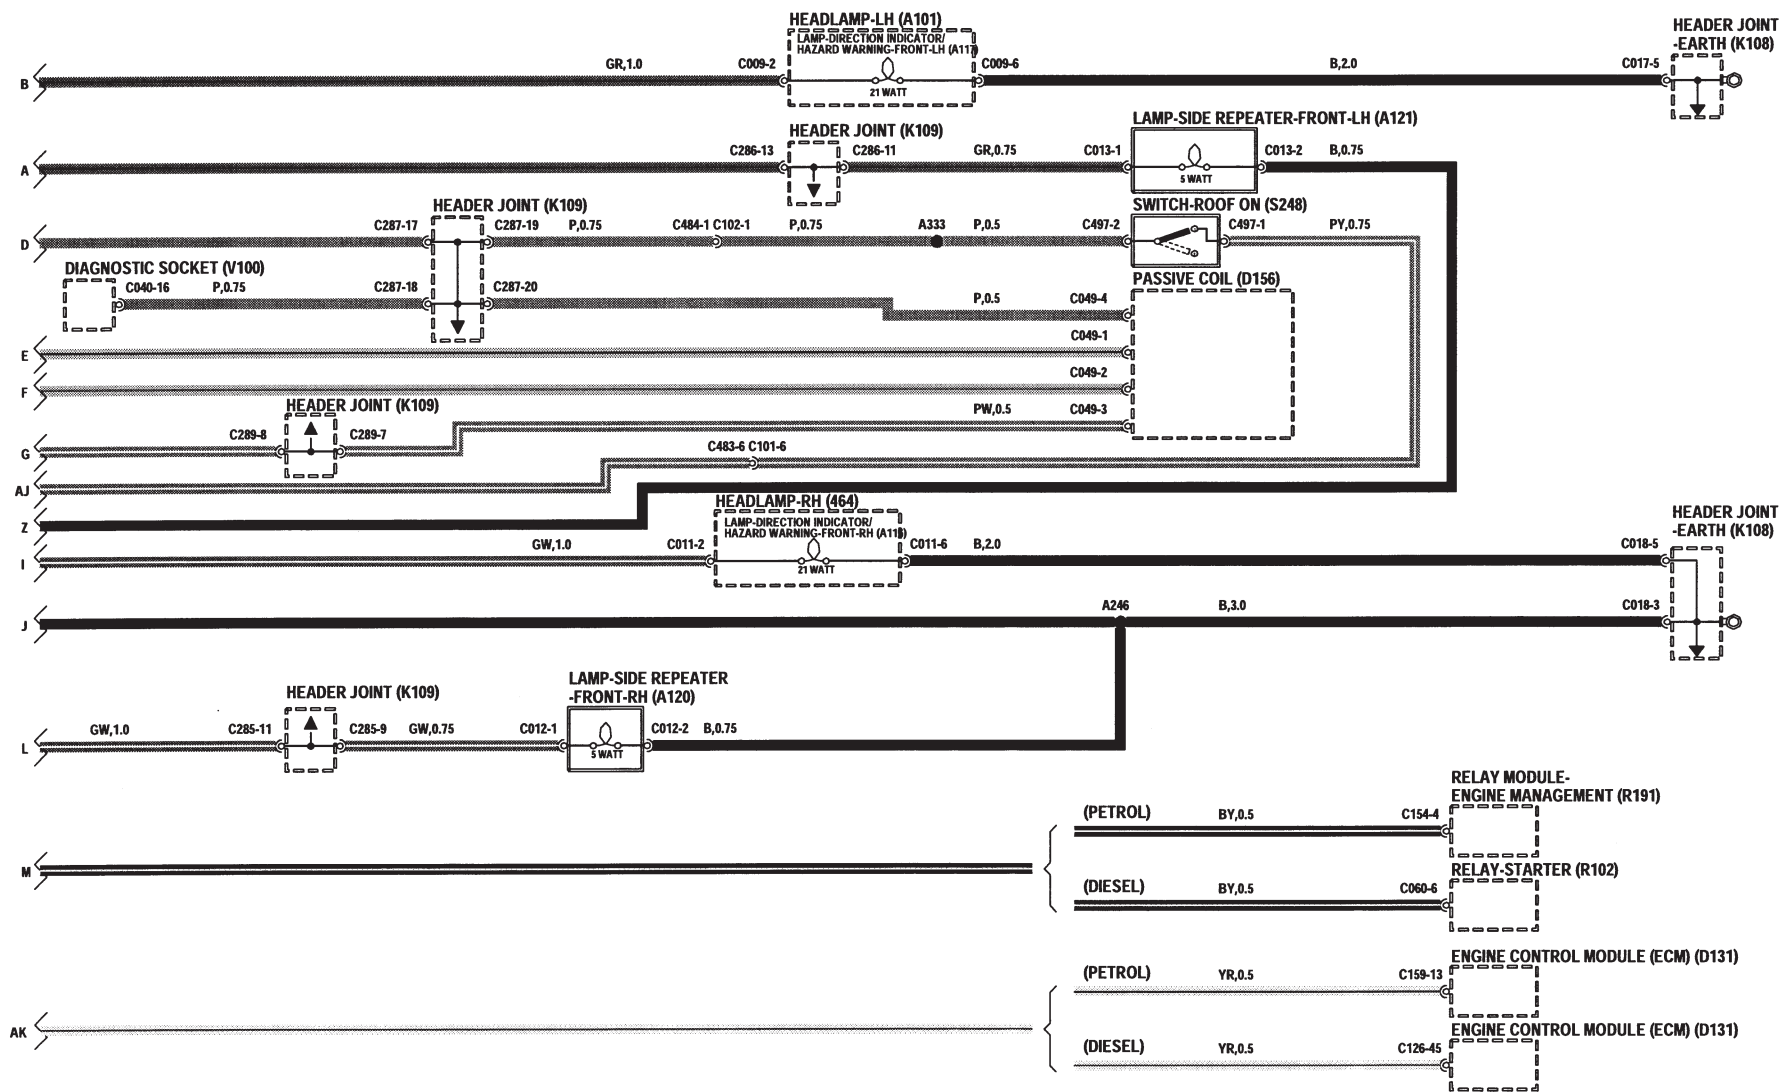 HEADLAMP-LH (A101)
LAMP-DIRECTION INDICATOR/
HAZARD WARNING-FRONT-LH (A117)
HEADER JOINT
-EARTH (K108)
B
GR,1.0
C009-2
21 WATT
C009-6
B,2.0
C017-5
HEADER JOINT (K109)
LAMP-SIDE REPEATER-FRONT-LH (A121)
A
C286-13
C286-11
GR,0.75
C013-1
5 WATT
C013-2
B,0.75
HEADER JOINT (K109)
SWITCH-ROOF ON (S248)
D
C287-17
C287-19
P,0.75
C484-1 C102-1
P,0.75
A333
P,0.5
C497-2
C497-1
PY,0.75
DIAGNOSTIC SOCKET (V100)
PASSIVE COIL (D156)
C040-16
P,0.75
C287-18
C287-20
P,0.5
C049-4
E
C049-1
F
C049-2
HEADER JOINT (K109)
PW,0.5
C049-3
G
C289-8
C289-7
C483-6 C101-6
AJ
Z
HEADLAMP-RH (464)
LAMP-DIRECTION INDICATOR/
HAZARD WARNING-FRONT-RH
HEADER JOINT
-EARTH (K108)
I
GW,1.0
C011-2
21 WATT
C011-6
B,2.0
C018-5
J
A246
B,3.0
C018-3
HEADER JOINT (K109)
LAMP-SIDE REPEATER
-FRONT-RH (A120)
L
GW,1.0
C285-11
C285-9
GW,0.75
C012-1
5 WATT
C012-2
B,0.75
RELAY MODULE-
ENGINE MANAGEMENT (R191)
(PETROL)
BY,0.5
C154-4
M
RELAY-STARTER (R102)
(DIESEL)
BY,0.5
C060-6
ENGINE CONTROL MODULE (ECM) (D131)
(PETROL)
YR,0.5
C159-13
AK
ENGINE CONTROL MODULE (ECM) (D131)
(DIESEL)
YR,0.5
C126-45